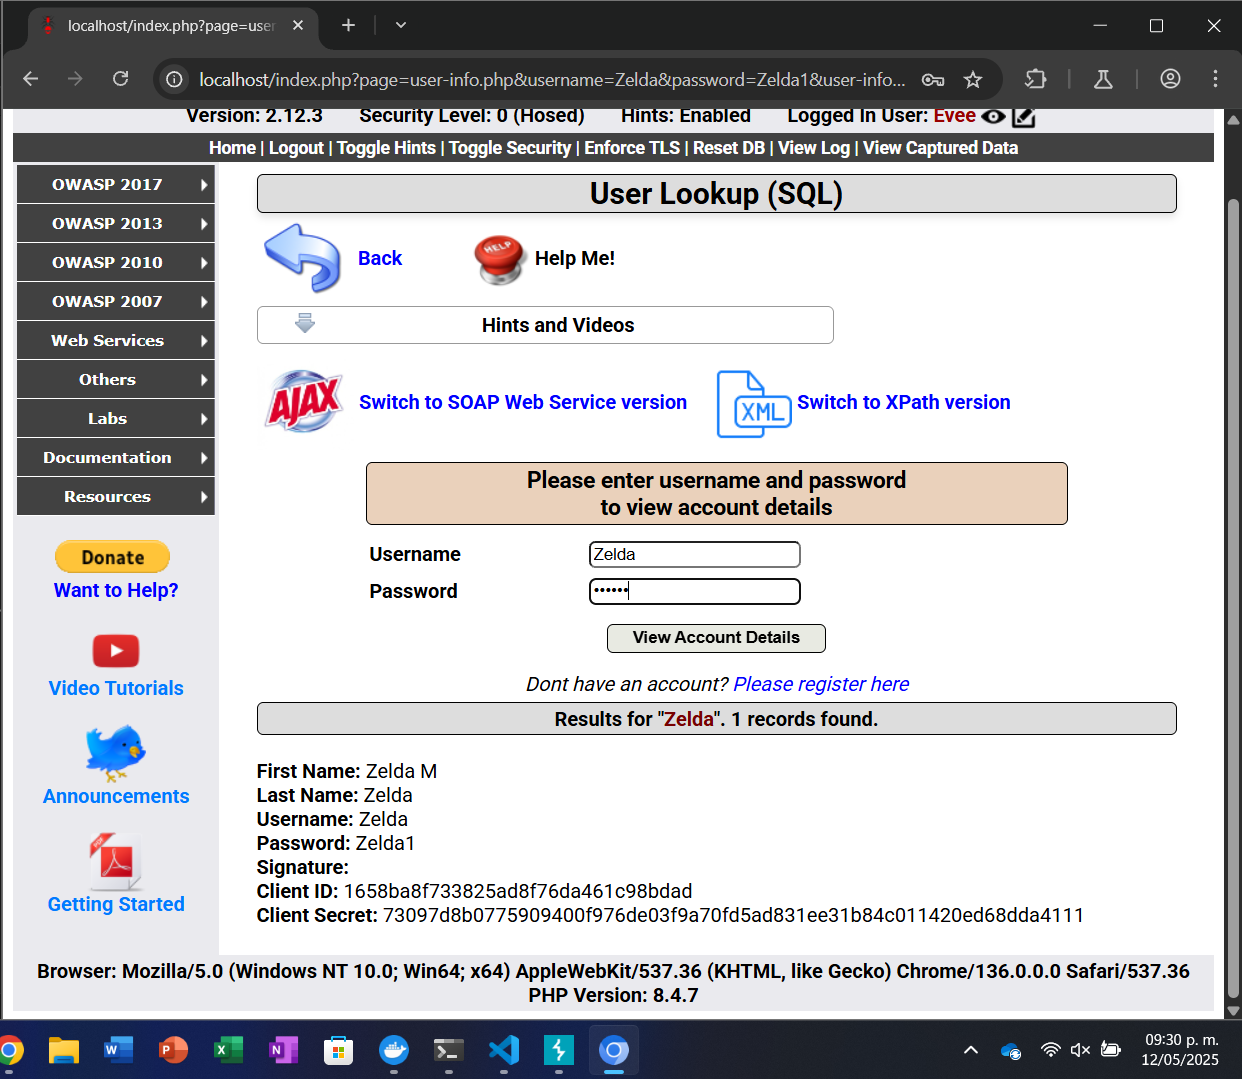 localhost/index.php?page=user
localhost/index.php?page=user-info.php&username=Zelda&password=Zelda1&user-info...
Version: 2.12.3 Security Level: 0 (Hosed) Hints: Enabled Logged In User: Evee
Home | Logout | Toggle Hints | Toggle Security | Enforce TLS | Reset DB | View Log | View Captured Data
OWASP 2017
OWASP 2013
OWASP 2010
OWASP 2007
Web Services
Others
Labs
Documentation
Resources
Donate
Want to Help?
Video Tutorials
Announcements
PDF
Getting Started
User Lookup (SQL)
Back
HELP
Help Me!
Hints and Videos
AJAX
Switch to SOAP Web Service version
XML
Switch to XPath version
Please enter username and password
to view account details
Username Zelda
Password ••••••
View Account Details
Dont have an account? Please register here
Results for "Zelda". 1 records found.
First Name: Zelda M
Last Name: Zelda
Username: Zelda
Password: Zelda1
Signature:
Client ID: 1658ba8f733825ad8f76da461c98bdad
Client Secret: 73097d8b0775909400f976de03f9a70fd5ad831ee31b84c011420ed68dda4111
Browser: Mozilla/5.0 (Windows NT 10.0; Win64; x64) AppleWebKit/537.36 (KHTML, like Gecko) Chrome/136.0.0.0 Safari/537.36
PHP Version: 8.4.7
W
P
X
N
09:30 p. m.
12/05/2025